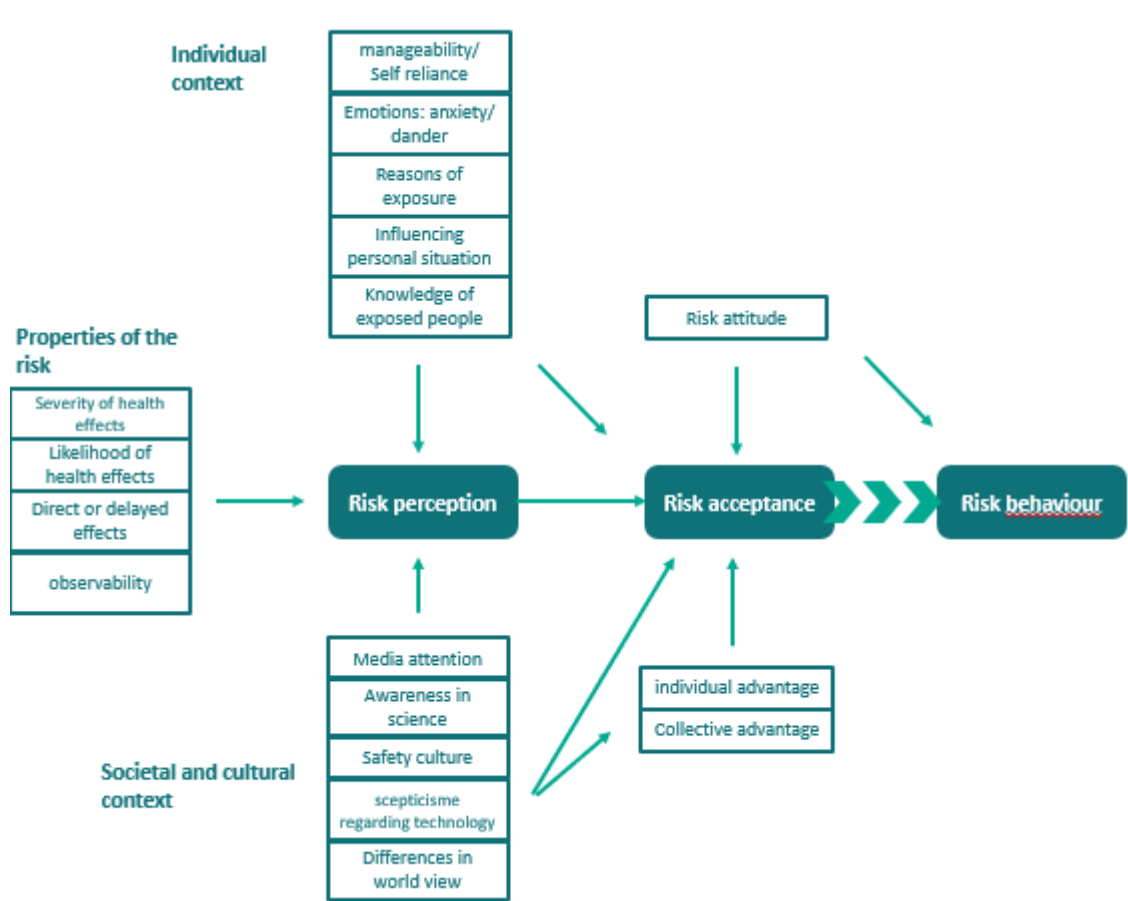 Individual
context
manageability/
Self reliance
Emotions: anxiety/
dander
Reasons of
exposure
Influencing
personal situation
Knowledge of
exposed people
Risk attitude
Properties of the
risk
Severity of health
effects
Likelihood of
health effects
Direct or delayed
effects
observability
Risk perception
Risk acceptance
Risk behaviour
Media attention
Awareness in
science
Safety culture
scepticisme
regarding technology
Differences in
world view
individual advantage
Collective advantage
Societal and cultural
context